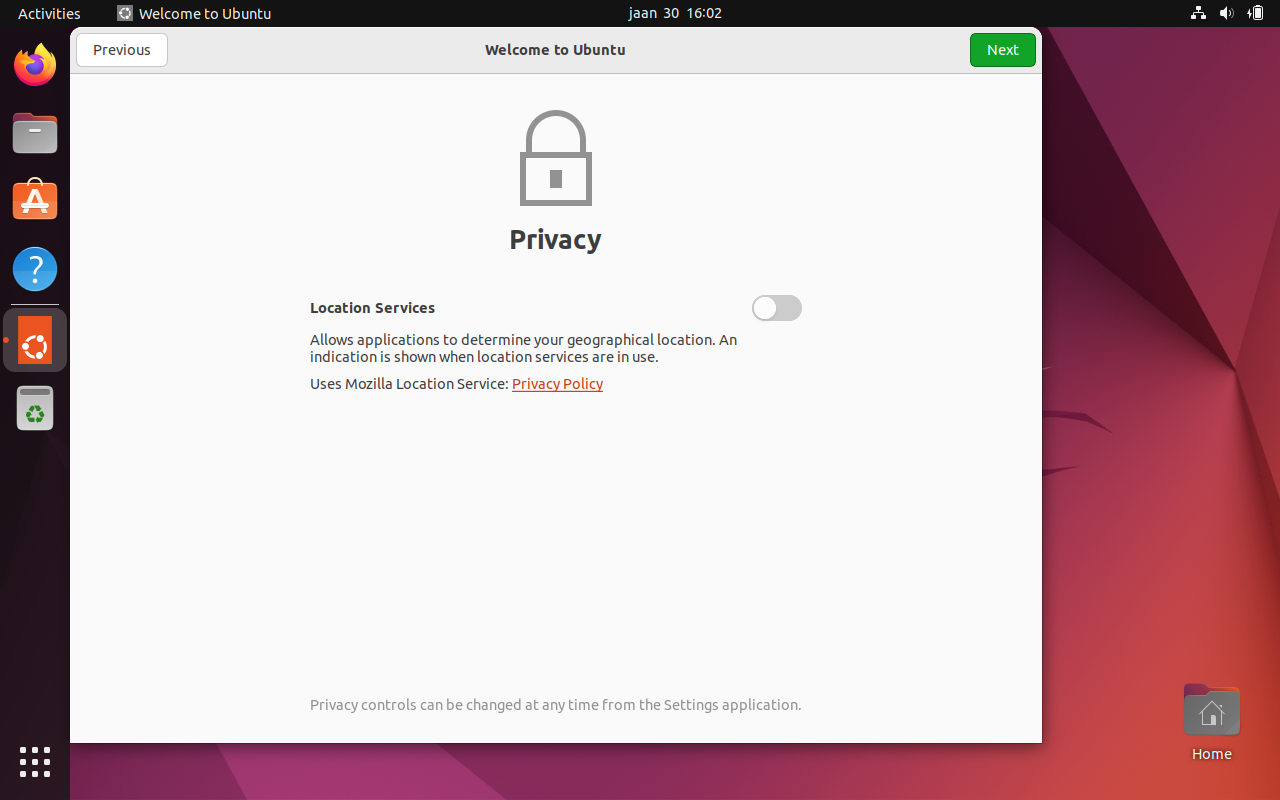 Activities
Welcome to Ubuntu
jaan 30 16:02
Previous
Welcome to Ubuntu
Next
Privacy
Location Services
Allows applications to determine your geographical location. An
indication is shown when location services are in use.
Uses Mozilla Location Service: Privacy Policy
Privacy controls can be changed at any time from the Settings application.
Home